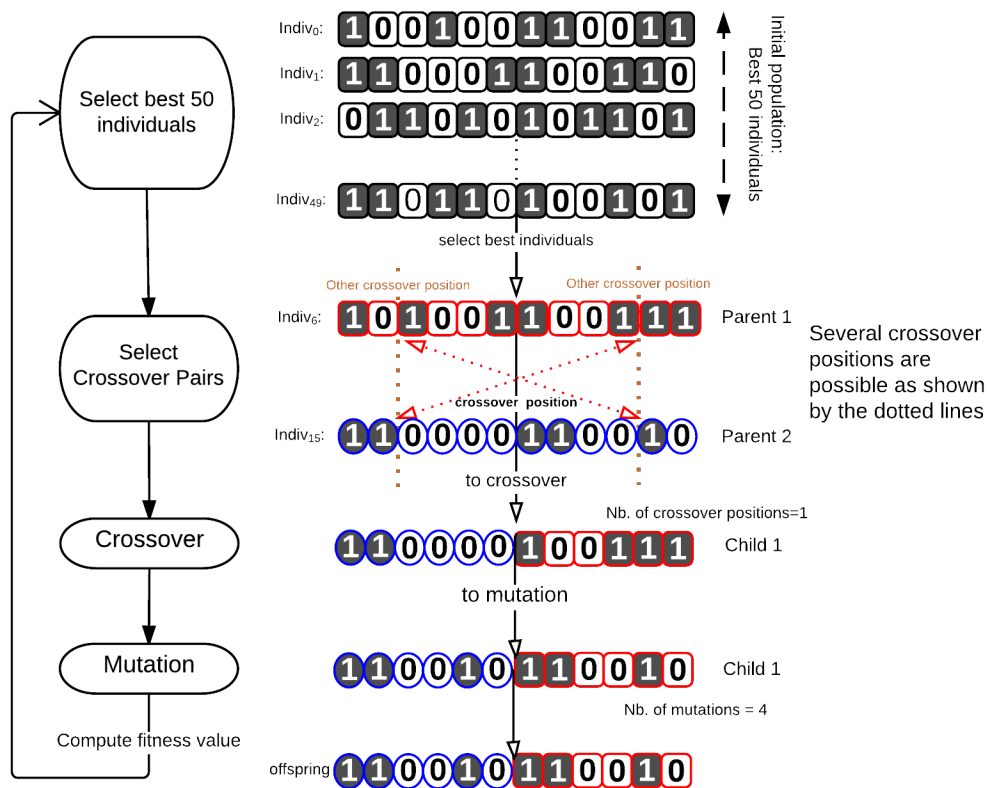 Select best 50
individuals
Select
Crossover Pairs
Crossover
Mutation
Compute fitness value
Indiv₀: 1 0 0 1 0 0 1 1 0 0 1 1
Indiv₁: 1 1 0 0 0 1 1 0 0 1 1 0
Indiv₂: 0 1 1 0 1 0 1 0 1 1 0 1
Indiv₄₉: 1 1 0 1 1 0 1 0 0 1 0 1
Initial population:
Best 50 individuals
select best individuals
Other crossover position
Other crossover position
Indiv₆: 1 0 1 0 0 1 1 0 0 1 1 1 Parent 1
crossover position
Indiv₁₅: 1 1 0 0 0 0 1 1 0 0 1 0 Parent 2
Several crossover
positions are
possible as shown
by the dotted lines
to crossover
Nb. of crossover positions=1
1 1 0 0 0 0 1 0 0 1 1 1 Child 1
to mutation
1 1 0 0 1 0 1 1 0 0 1 0 Child 1
Nb. of mutations = 4
offspring 1 1 0 0 1 0 1 1 0 0 1 0